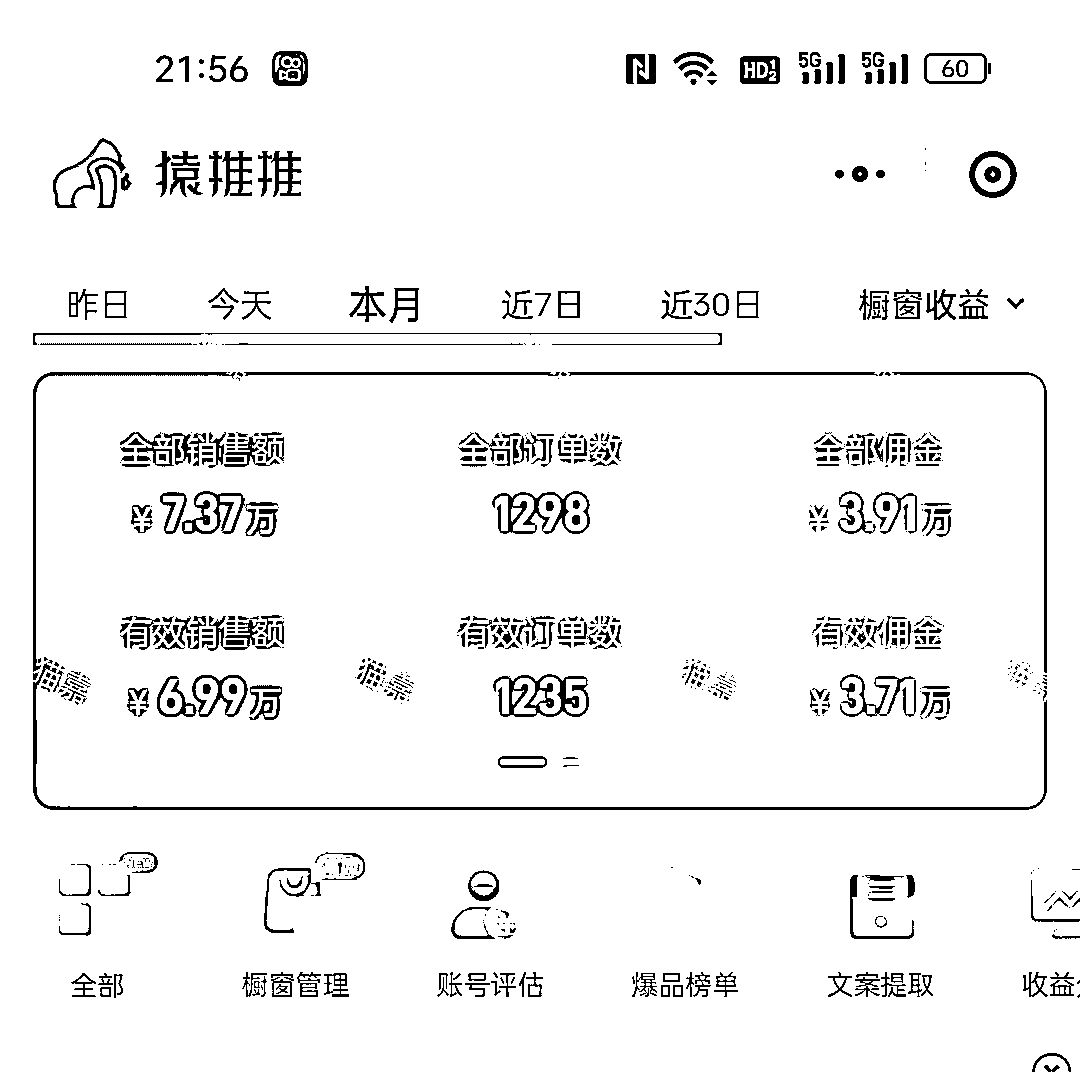 21:56 HD 5G 5G 60
猿推推
昨日 今天 本月 近7日 近30日 橱窗收益
全部销售额 全部订单数 全部佣金
¥7.37万 1298 ¥3.91万
有效销售额 有效订单数 有效佣金
¥6.99万 1235 ¥3.71万
全部 橱窗管理 账号评估 爆品榜单 文案提取 收益